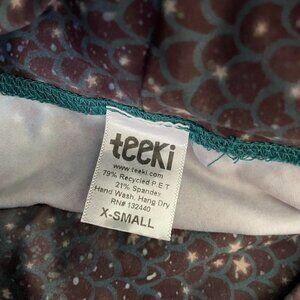 teeki
www.teeki.com
79% Recycled P.E.T
21% Spandex
Hand Wash, Hang Dry
RN# 132440
X-SMALL